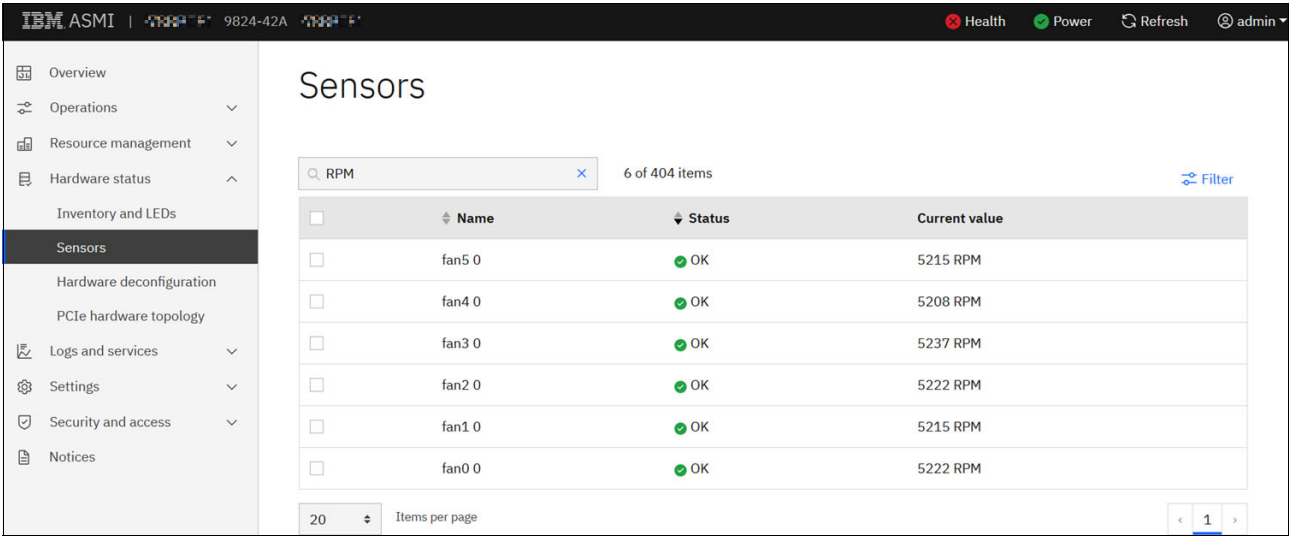 IBM ASMI | 9824-42A Health Power Refresh admin
Overview
Operations
Resource management
Hardware status
Inventory and LEDs
Sensors
Hardware deconfiguration
PCIe hardware topology
Logs and services
Settings
Security and access
Notices
Sensors
RPM 6 of 404 items Filter
Name Status Current value
fan5 0 OK 5215 RPM
fan4 0 OK 5208 RPM
fan3 0 OK 5237 RPM
fan2 0 OK 5222 RPM
fan1 0 OK 5215 RPM
fan0 0 OK 5222 RPM
20 Items per page 1